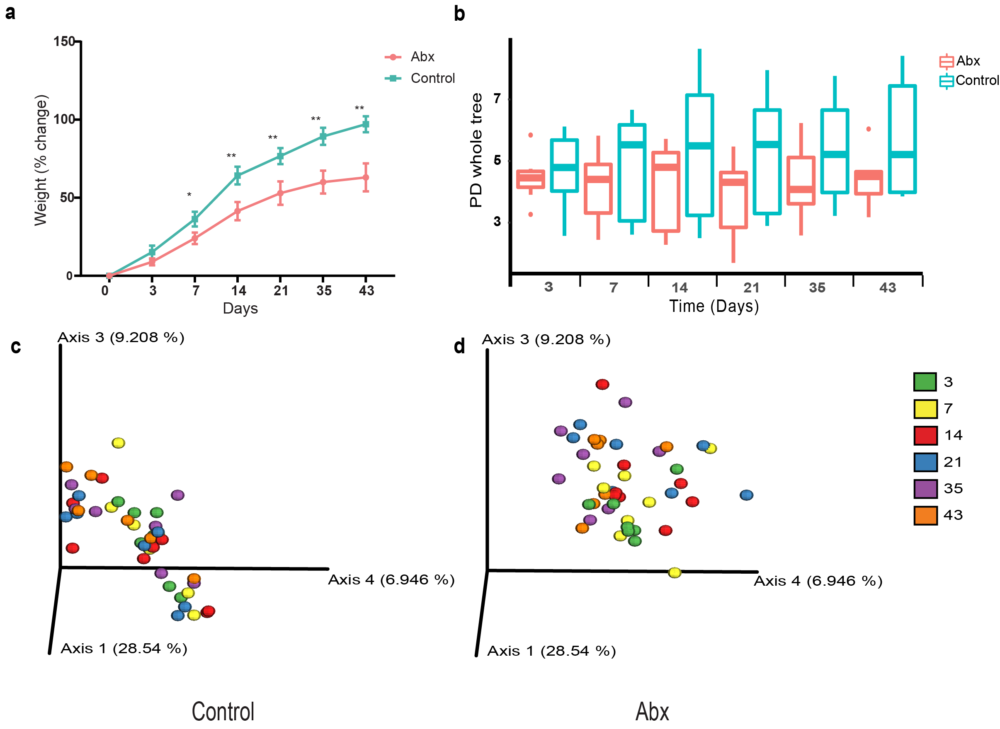 a
150
100
50
0
Weight (% change)
Abx
Control
*
**
**
**
**
0 3 7 14 21 35 43
Days
b
7
5
3
PD whole tree
Abx
Control
3 7 14 21 35 43
Time (Days)
c
Axis 3 (9.208 %)
Axis 4 (6.946 %)
Axis 1 (28.54 %)
Control
d
Axis 3 (9.208 %)
Axis 4 (6.946 %)
Axis 1 (28.54 %)
Abx
3
7
14
21
35
43